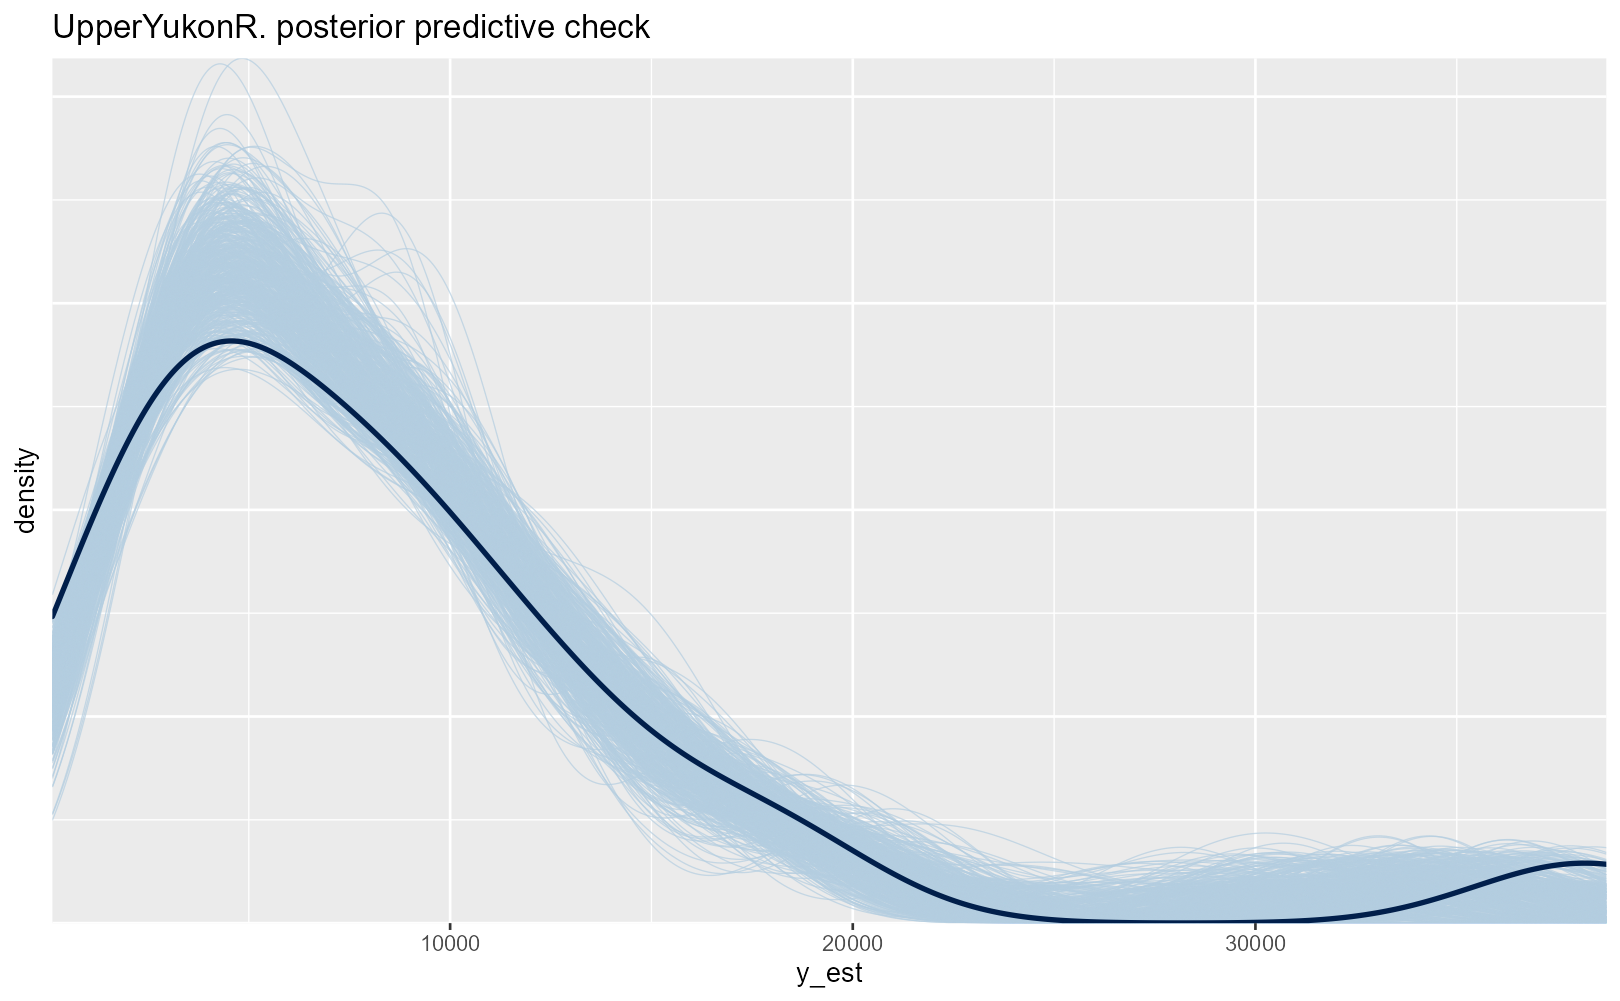 UpperYukonR. posterior predictive check
density
10000
20000
30000
y_est